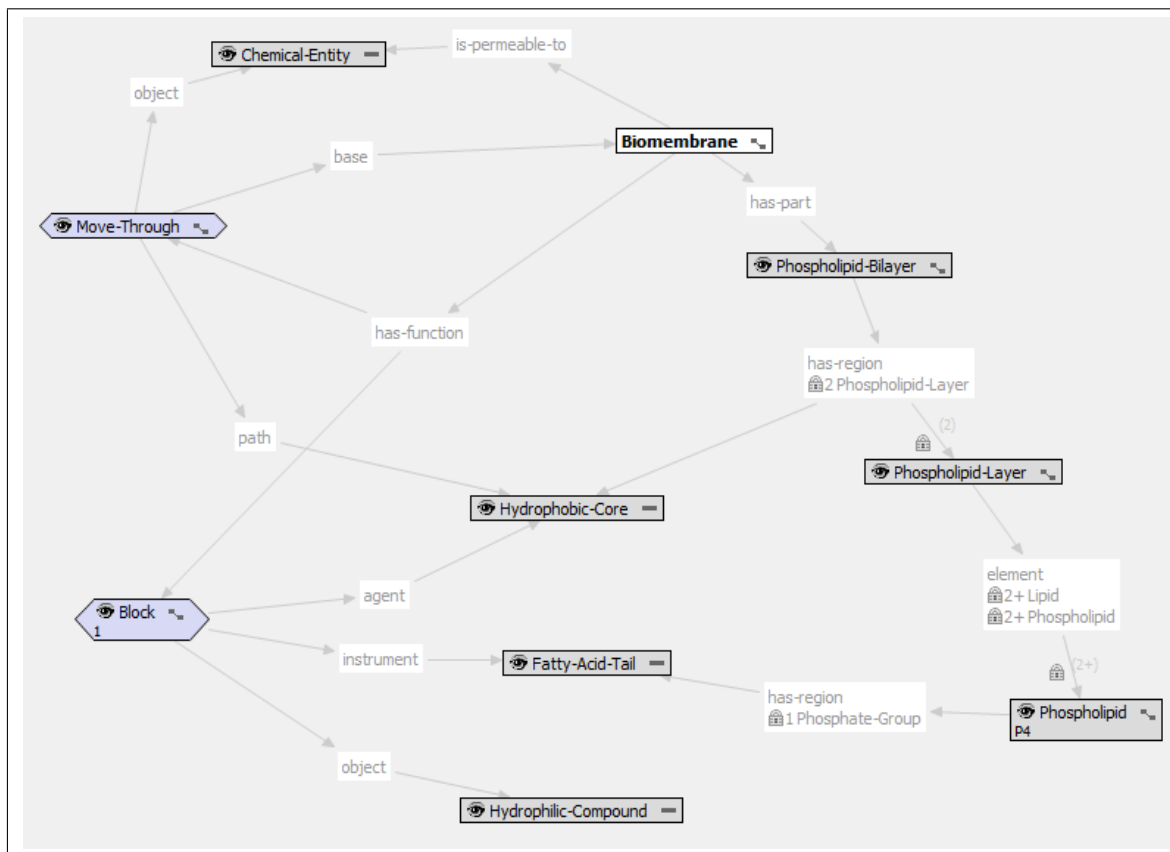 Chemical-Entity
is-permeable-to
object
Biomembrane
base
has-part
Move-Through
Phospholipid-Bilayer
has-function
has-region
2 Phospholipid-Layer
(2)
path
Phospholipid-Layer
Hydrophobic-Core
element
2+ Lipid
2+ Phospholipid
agent
Block
1
instrument
Fatty-Acid-Tail
(2+)
has-region
1 Phosphate-Group
Phospholipid
P4
object
Hydrophilic-Compound